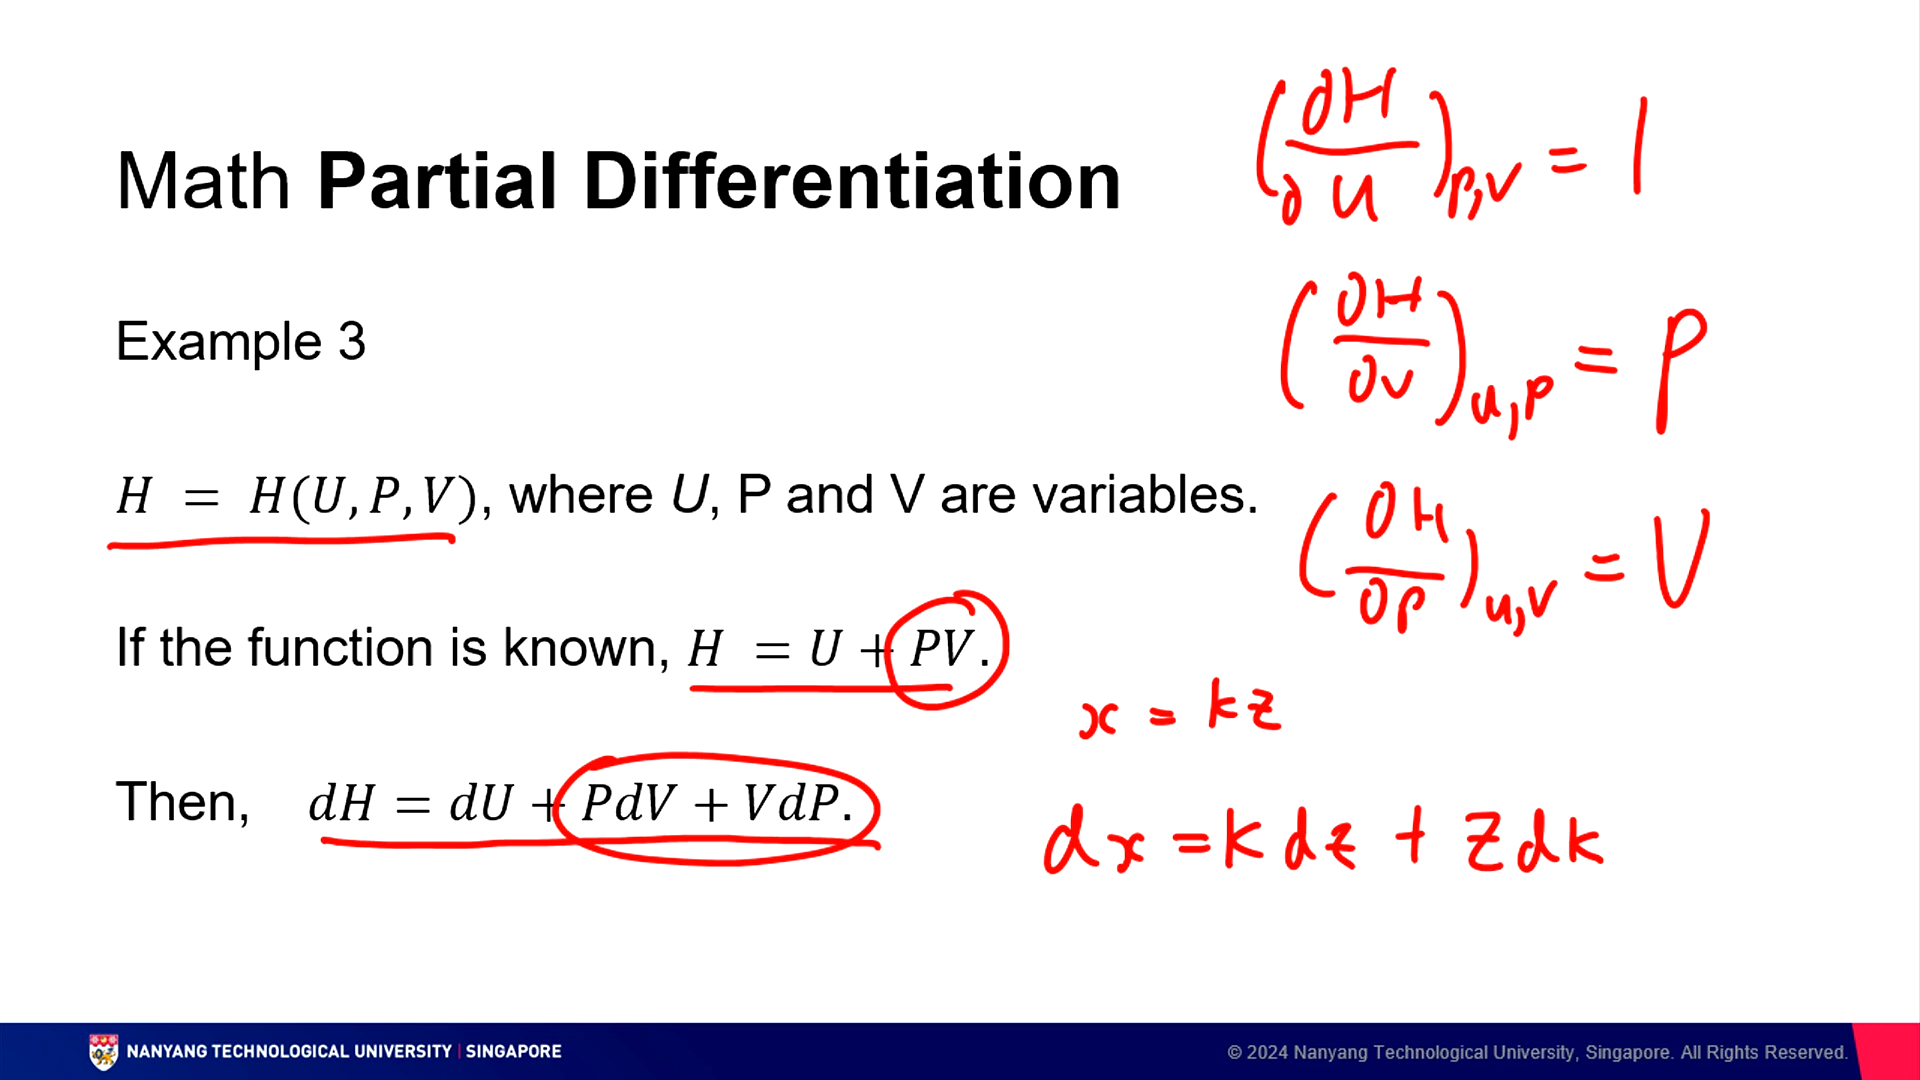 Math Partial Differentiation
Example 3
H = H(U, P, V), where U, P and V are variables.
If the function is known, H = U + PV.
Then, dH = dU + PdV + VdP.
(∂H/∂U)P,V = 1
(∂H/∂V)U,P = P
(∂H/∂P)U,V = V
x = kz
dx = kdz + zdk
NANYANG TECHNOLOGICAL UNIVERSITY | SINGAPORE
© 2024 Nanyang Technological University, Singapore. All Rights Reserved.